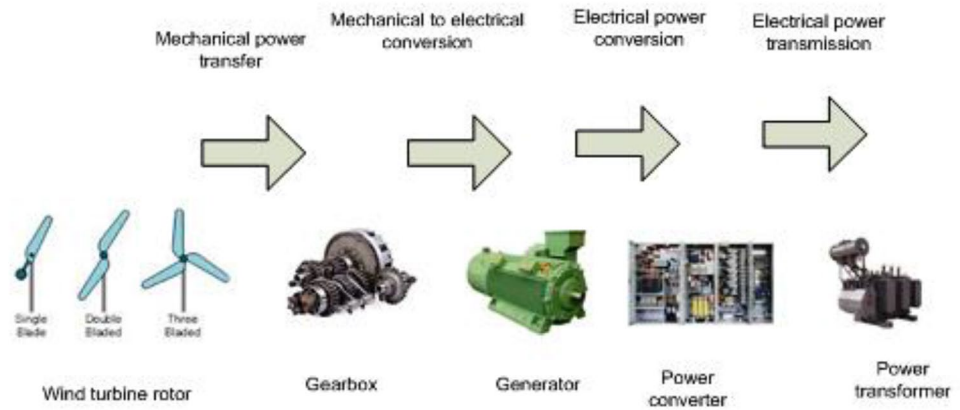 Mechanical power
transfer
Mechanical to electrical
conversion
Electrical power
conversion
Electrical power
transmission
Single
Blade
Double
Bladed
Three
Bladed
Wind turbine rotor
Gearbox
Generator
Power
converter
Power
transformer